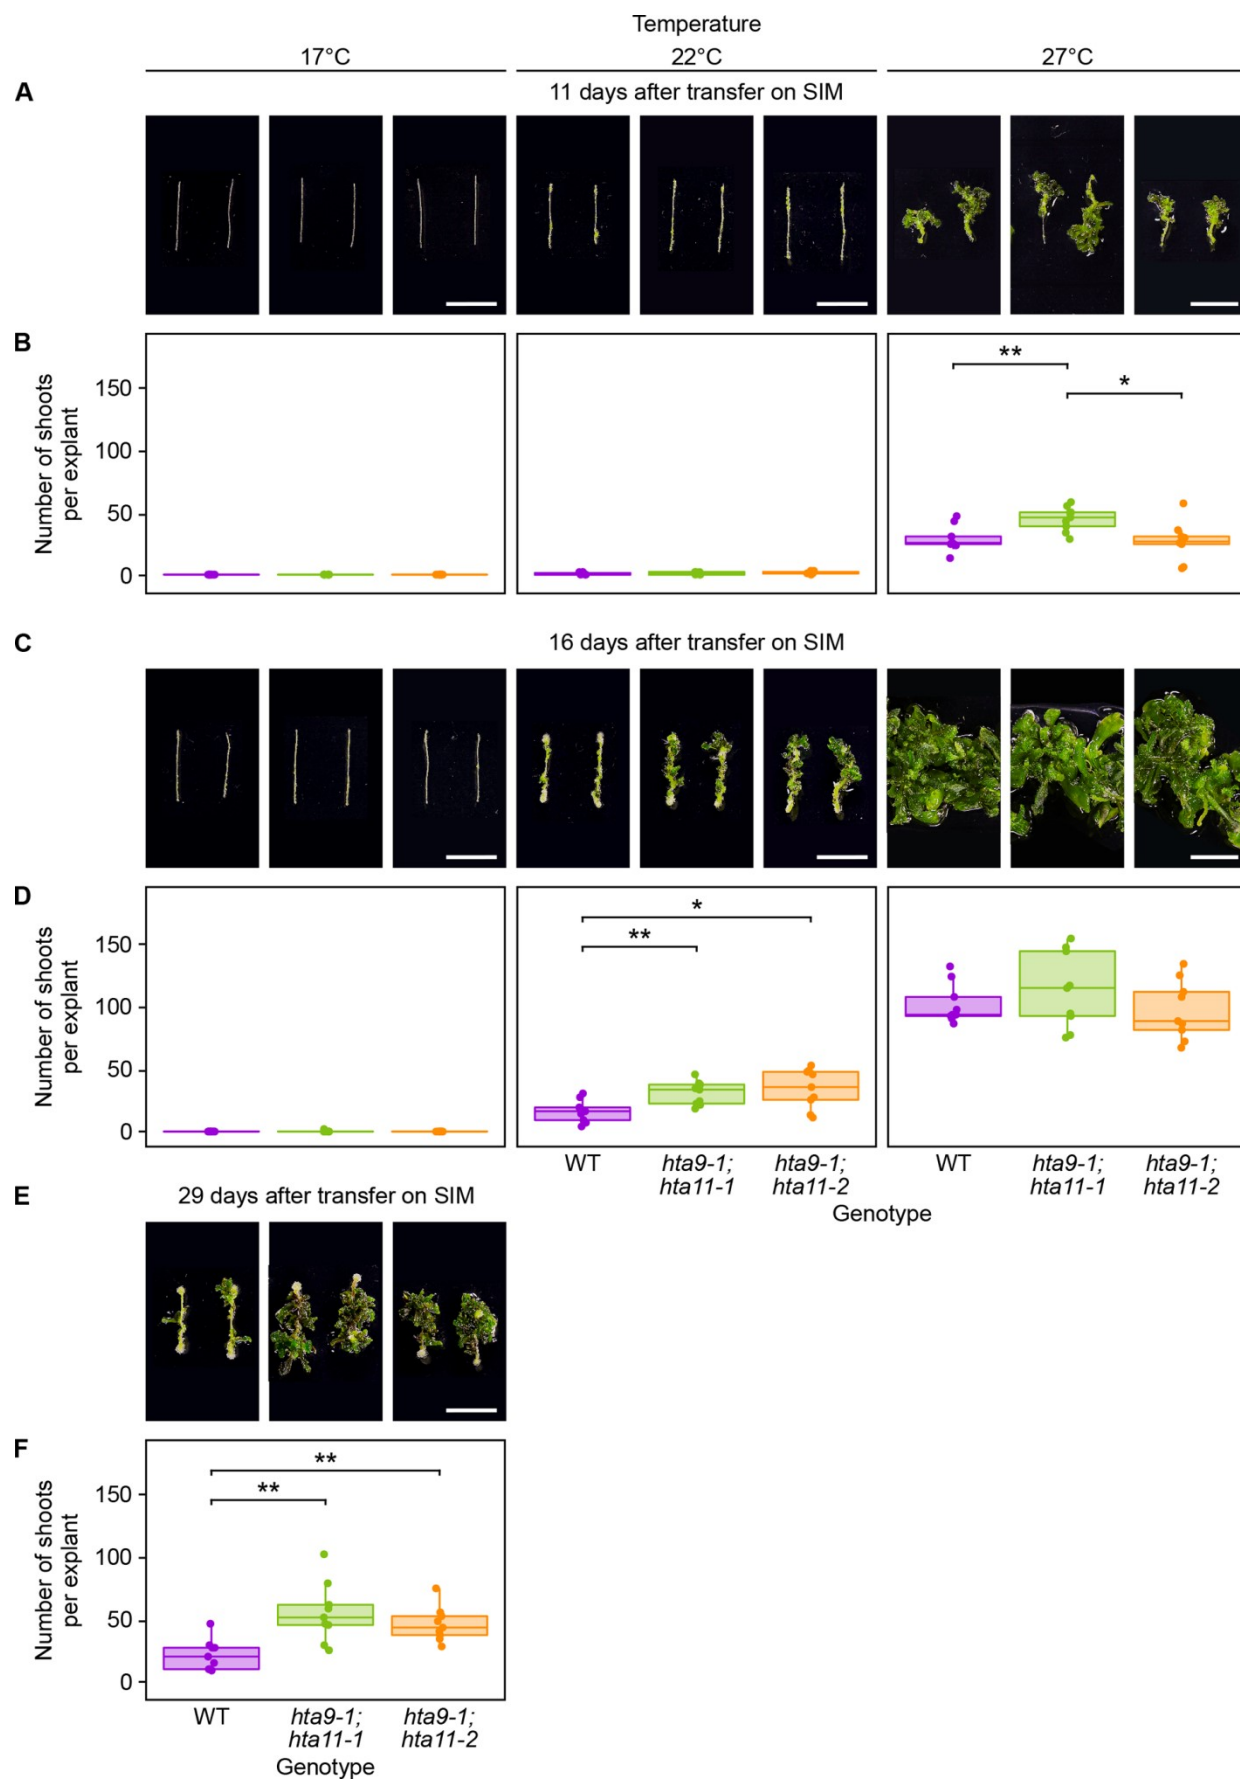 Temperature
17°C 22°C 27°C
A
11 days after transfer on SIM
B
Number of shoots
per explant
150
100
50
0
** *
C
16 days after transfer on SIM
D
Number of shoots
per explant
150
100
50
0
*
**
WT hta9-1; hta9-1; WT hta9-1; hta9-1;
hta11-1 hta11-2 hta11-1 hta11-2
Genotype
E
29 days after transfer on SIM
F
Number of shoots
per explant
150
100
50
0
**
**
WT hta9-1; hta9-1;
hta11-1 hta11-2
Genotype